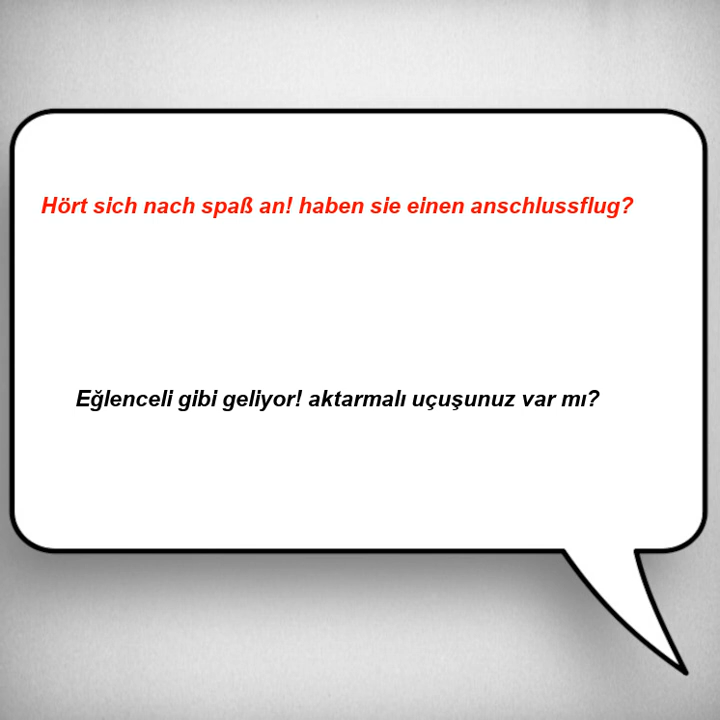 Hört sich nach spaß an! haben sie einen anschlussflug?
Eğlenceli gibi geliyor! aktarmalı uçuşunuz var mı?